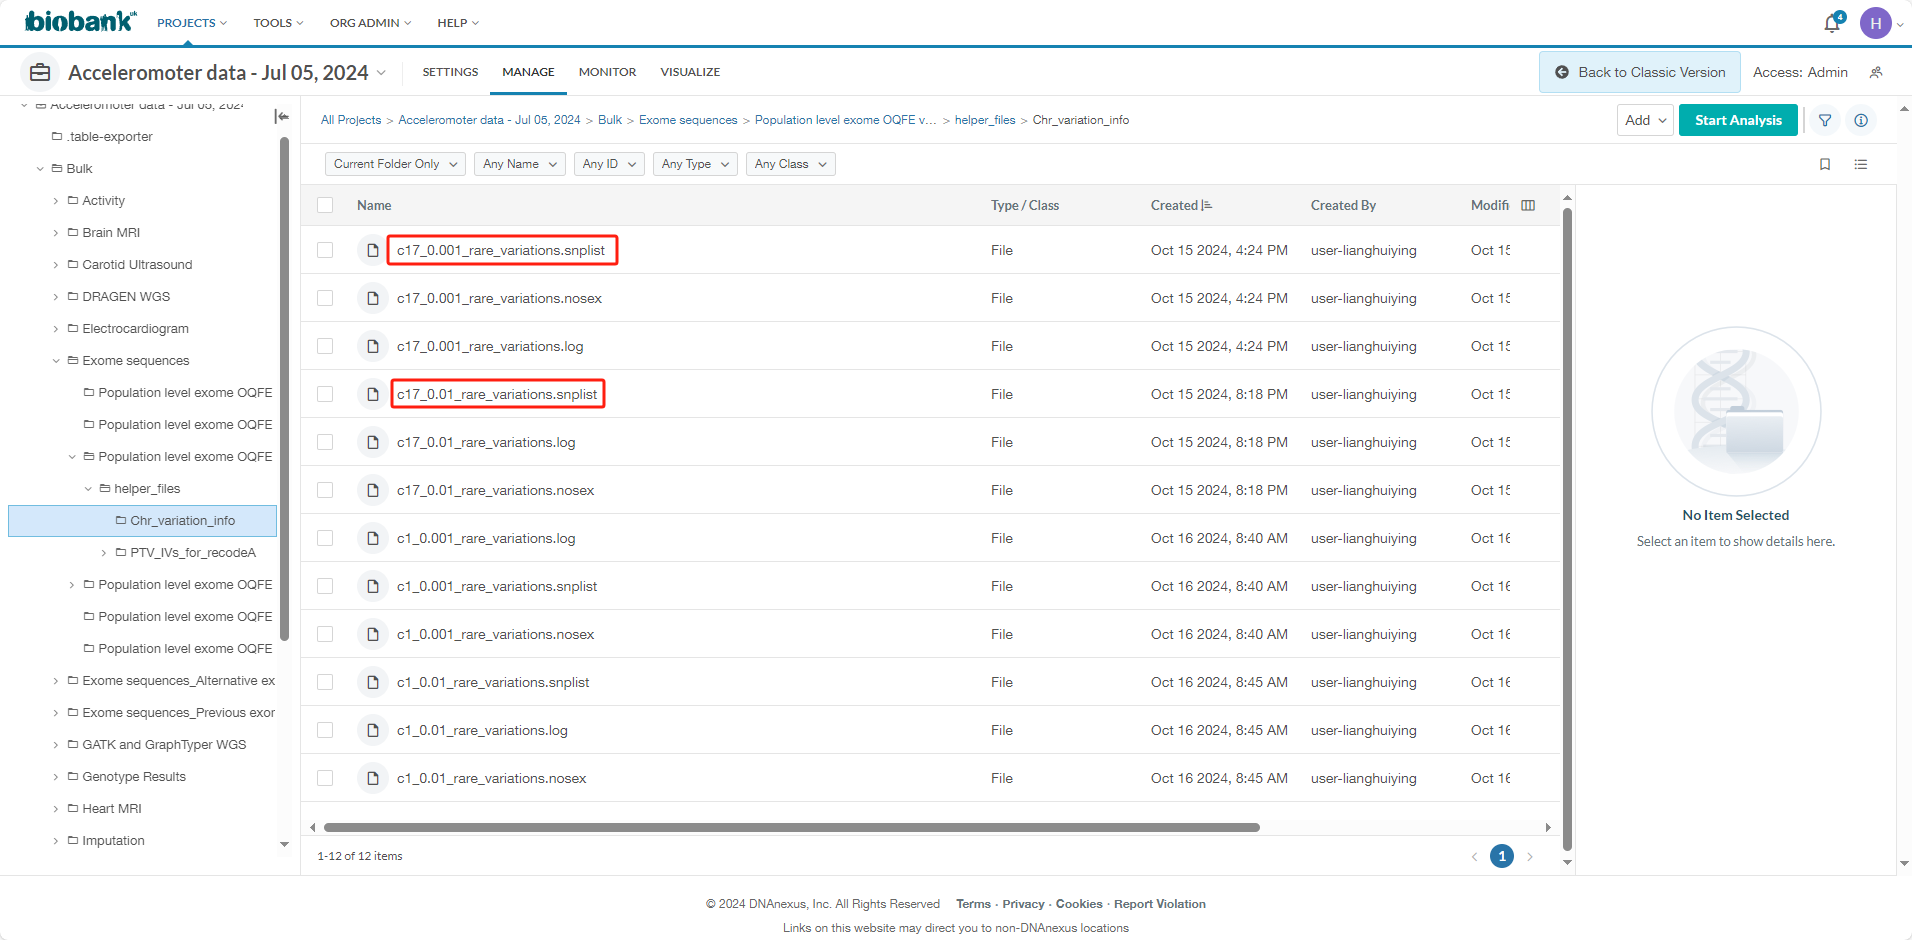 biobank uk PROJECTS TOOLS ORG ADMIN HELP 4 H
Acceleromoter data - Jul 05, 2024 SETTINGS MANAGE MONITOR VISUALIZE Back to Classic Version Access: Admin
Acceleromoter data - Jul 05, 2024
.table-exporter
Bulk
Activity
Brain MRI
Carotid Ultrasound
DRAGEN WGS
Electrocardiogram
Exome sequences
Population level exome OQFE
Population level exome OQFE
Population level exome OQFE
helper_files
Chr_variation_info
PTV_IVs_for_recodeA
Population level exome OQFE
Population level exome OQFE
Population level exome OQFE
Exome sequences_Alternative ex
Exome sequences_Previous exor
GATK and GraphTyper WGS
Genotype Results
Heart MRI
Imputation
All Projects > Acceleromoter data - Jul 05, 2024 > Bulk > Exome sequences > Population level exome OQFE v... > helper_files > Chr_variation_info Add Start Analysis
Current Folder Only Any Name Any ID Any Type Any Class
Name Type / Class Created Created By Modifi
c17_0.001_rare_variations.snplist File Oct 15 2024, 4:24 PM user-lianghuiying Oct 15
c17_0.001_rare_variations.nosex File Oct 15 2024, 4:24 PM user-lianghuiying Oct 15
c17_0.001_rare_variations.log File Oct 15 2024, 4:24 PM user-lianghuiying Oct 15
c17_0.01_rare_variations.snplist File Oct 15 2024, 8:18 PM user-lianghuiying Oct 15
c17_0.01_rare_variations.log File Oct 15 2024, 8:18 PM user-lianghuiying Oct 15
c17_0.01_rare_variations.nosex File Oct 15 2024, 8:18 PM user-lianghuiying Oct 15
c1_0.001_rare_variations.log File Oct 16 2024, 8:40 AM user-lianghuiying Oct 16
c1_0.001_rare_variations.snplist File Oct 16 2024, 8:40 AM user-lianghuiying Oct 16
c1_0.001_rare_variations.nosex File Oct 16 2024, 8:40 AM user-lianghuiying Oct 16
c1_0.01_rare_variations.snplist File Oct 16 2024, 8:45 AM user-lianghuiying Oct 16
c1_0.01_rare_variations.log File Oct 16 2024, 8:45 AM user-lianghuiying Oct 16
c1_0.01_rare_variations.nosex File Oct 16 2024, 8:45 AM user-lianghuiying Oct 16
1-12 of 12 items 1
No Item Selected
Select an item to show details here.
© 2024 DNAnexus, Inc. All Rights Reserved Terms · Privacy · Cookies · Report Violation
Links on this website may direct you to non-DNAnexus locations